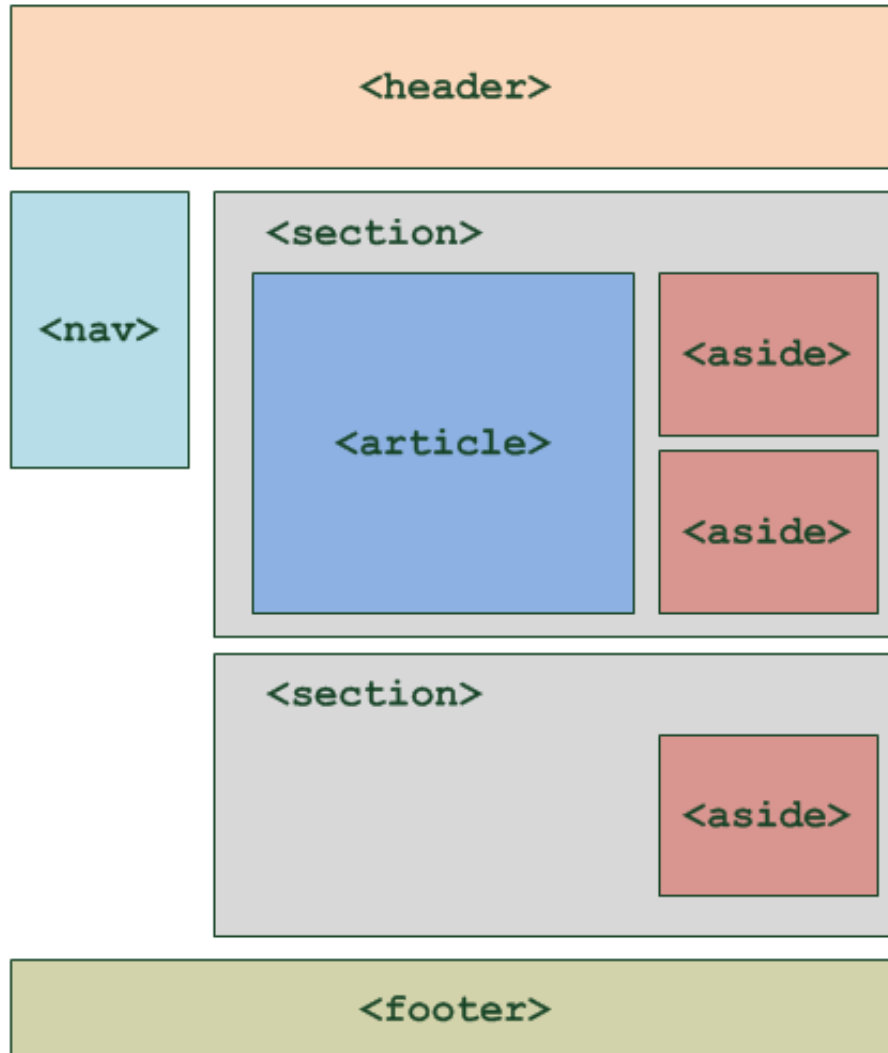 <header>
<nav>
<section>
<article>
<aside>
<aside>
<section>
<aside>
<footer>